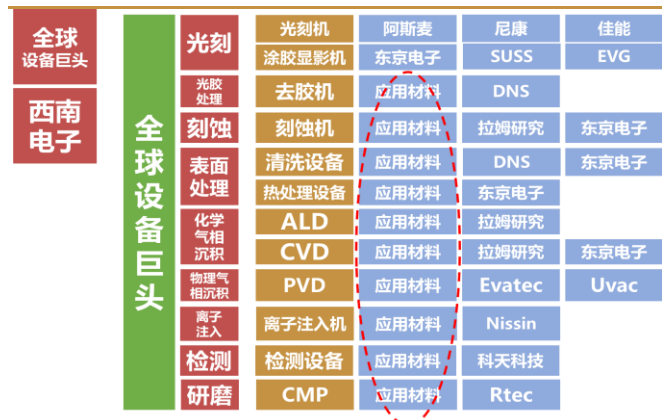 全球
设备巨头
西南
电子
全球设备巨头
光刻
光刻机 阿斯麦 尼康 佳能
涂胶显影机 东京电子 SUSS EVG
光胶
处理
去胶机 应用材料 DNS
刻蚀 刻蚀机 应用材料 拉姆研究 东京电子
表面
处理
清洗设备 应用材料 DNS 东京电子
热处理设备 应用材料 东京电子
化学
气相
沉积
ALD 应用材料 拉姆研究
CVD 应用材料 拉姆研究 东京电子
物理气
相沉积
PVD 应用材料 Evatec Uvac
离子
注入
离子注入机 应用材料 Nissin
检测 检测设备 应用材料 科天科技
研磨 CMP 应用材料 Rtec